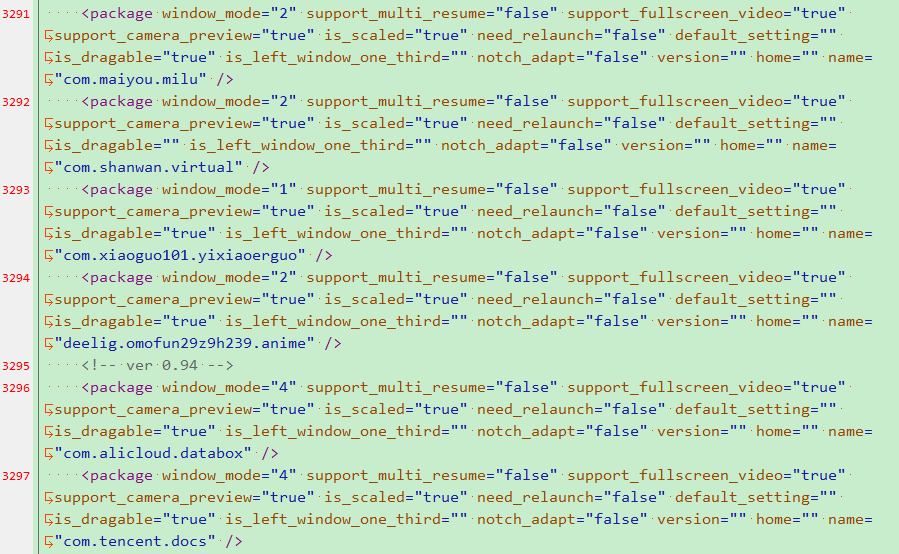 3291 <package window_mode="2" support_multi_resume="false" support_fullscreen_video="true"
support_camera_preview="true" is_scaled="true" need_relaunch="false" default_setting=""
is_dragable="true" is_left_window_one_third="" notch_adapt="false" version="" home="" name=
"com.maiyou.milu" />
3292 <package window_mode="2" support_multi_resume="false" support_fullscreen_video="true"
support_camera_preview="true" is_scaled="true" need_relaunch="false" default_setting=""
is_dragable="" is_left_window_one_third="" notch_adapt="false" version="" home="" name=
"com.shanwan.virtual" />
3293 <package window_mode="1" support_multi_resume="false" support_fullscreen_video="true"
support_camera_preview="true" is_scaled="true" need_relaunch="false" default_setting=""
is_dragable="true" is_left_window_one_third="" notch_adapt="false" version="" home="" name=
"com.xiaoguo101.yixiaoerguo" />
3294 <package window_mode="2" support_multi_resume="false" support_fullscreen_video="true"
support_camera_preview="true" is_scaled="true" need_relaunch="false" default_setting=""
is_dragable="true" is_left_window_one_third="" notch_adapt="false" version="" home="" name=
"deelig.omofun29z9h239.anime" />
3295 <!-- ver 0.94 -->
3296 <package window_mode="4" support_multi_resume="false" support_fullscreen_video="true"
support_camera_preview="true" is_scaled="true" need_relaunch="false" default_setting=""
is_dragable="true" is_left_window_one_third="" notch_adapt="false" version="" home="" name=
"com.alicloud.databox" />
3297 <package window_mode="4" support_multi_resume="false" support_fullscreen_video="true"
support_camera_preview="true" is_scaled="true" need_relaunch="false" default_setting=""
is_dragable="true" is_left_window_one_third="" notch_adapt="false" version="" home="" name=
"com.tencent.docs" />